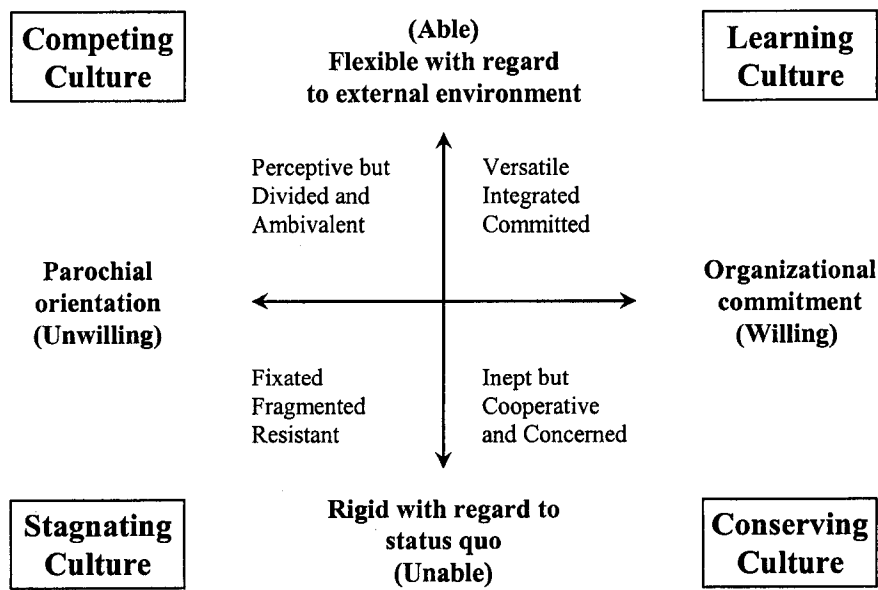 Competing
Culture
(Able)
Flexible with regard
to external environment
Learning
Culture
Perceptive but
Divided and
Ambivalent
Versatile
Integrated
Committed
Parochial
orientation
(Unwilling)
Organizational
commitment
(Willing)
Fixated
Fragmented
Resistant
Inept but
Cooperative
and Concerned
Stagnating
Culture
Rigid with regard to
status quo
(Unable)
Conserving
Culture